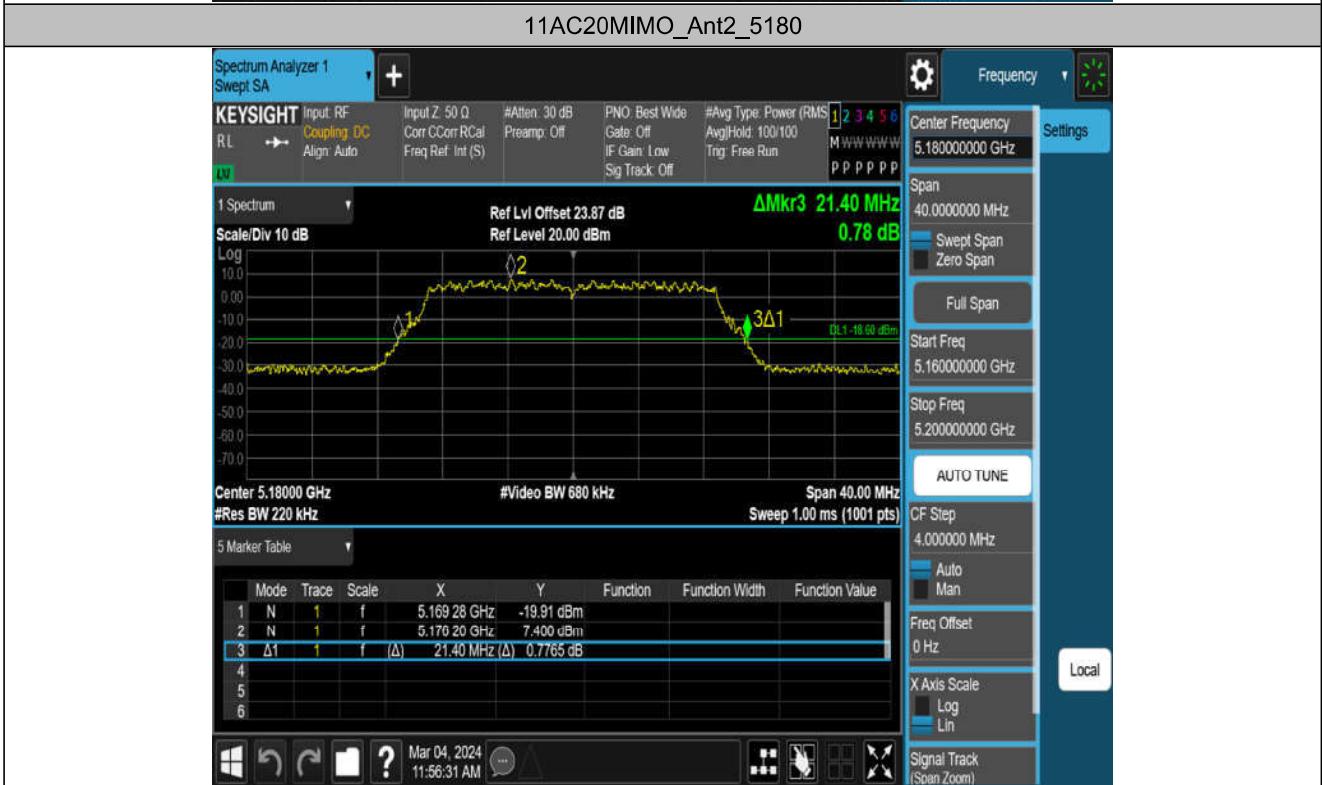 11AC20MIMO_Ant2_5180
Spectrum Analyzer 1
Swept SA
+
Frequency
KEYSIGHT
RL
LXI
Input: RF
Coupling: DC
Align: Auto
Input Z: 50 Ω
Corr CCorr RCal
Freq Ref: Int (S)
#Atten: 30 dB
Preamp: Off
PNO: Best Wide
Gate: Off
IF Gain: Low
Sig Track: Off
#Avg Type: Power (RMS
Avg|Hold: 100/100
Trig: Free Run
1 2 3 4 5 6
M W W W W W
P P P P P P
1 Spectrum
Scale/Div 10 dB
Ref Lvl Offset 23.87 dB
Ref Level 20.00 dBm
ΔMkr3 21.40 MHz
0.78 dB
Log
10.0
0.00
-10.0
-20.0
-30.0
-40.0
-50.0
-60.0
-70.0
1
2
3Δ1
DL1 -18.60 dBm
Center 5.18000 GHz
#Video BW 680 kHz
Span 40.00 MHz
#Res BW 220 kHz
Sweep 1.00 ms (1001 pts)
5 Marker Table
Mode Trace Scale X Y Function Function Width Function Value
1 N 1 f 5.169 28 GHz -19.91 dBm
2 N 1 f 5.176 20 GHz 7.400 dBm
3 Δ1 1 f (Δ) 21.40 MHz (Δ) 0.7765 dB
4
5
6
?
Mar 04, 2024
11:56:31 AM
Center Frequency
5.180000000 GHz
Settings
Span
40.0000000 MHz
Swept Span
Zero Span
Full Span
Start Freq
5.160000000 GHz
Stop Freq
5.200000000 GHz
AUTO TUNE
CF Step
4.000000 MHz
Auto
Man
Freq Offset
0 Hz
Local
X Axis Scale
Log
Lin
Signal Track
(Span Zoom)